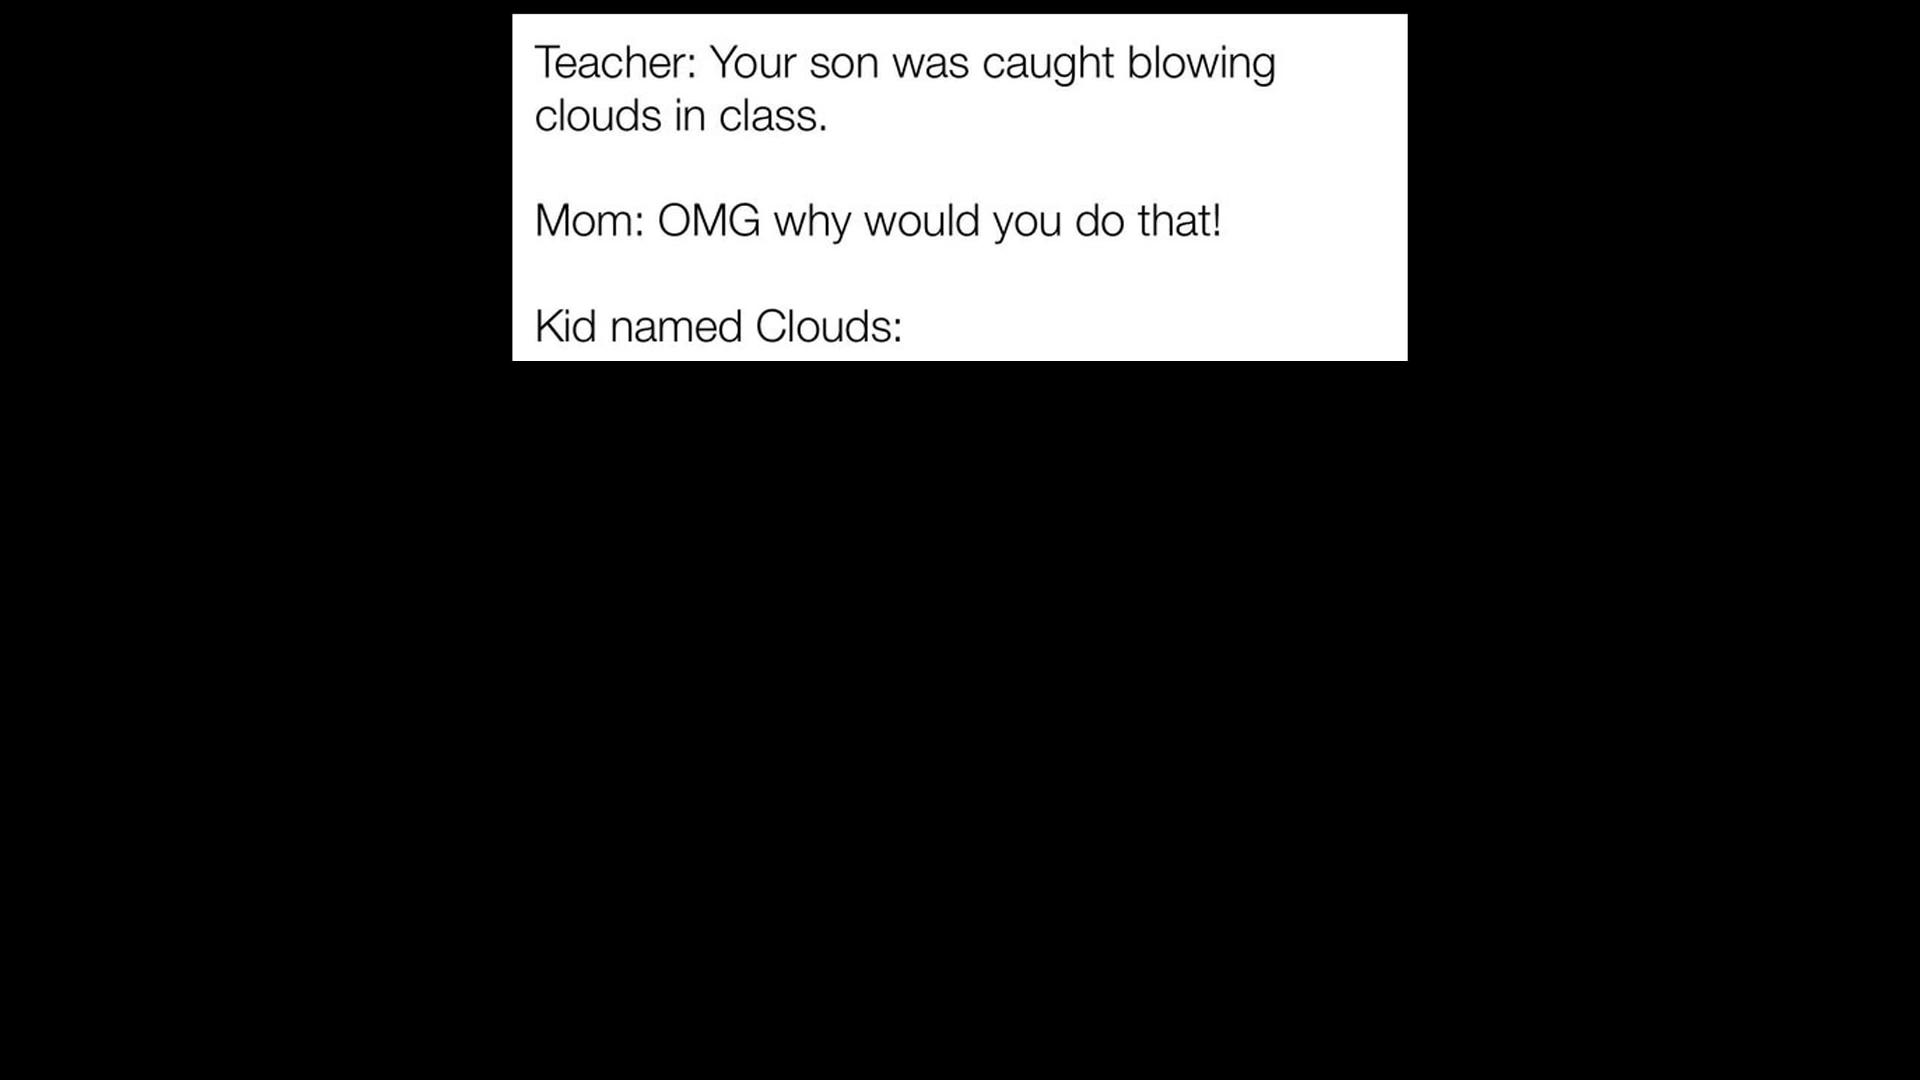 Teacher: Your son was caught blowing
clouds in class.
Mom: OMG why would you do that!
Kid named Clouds: